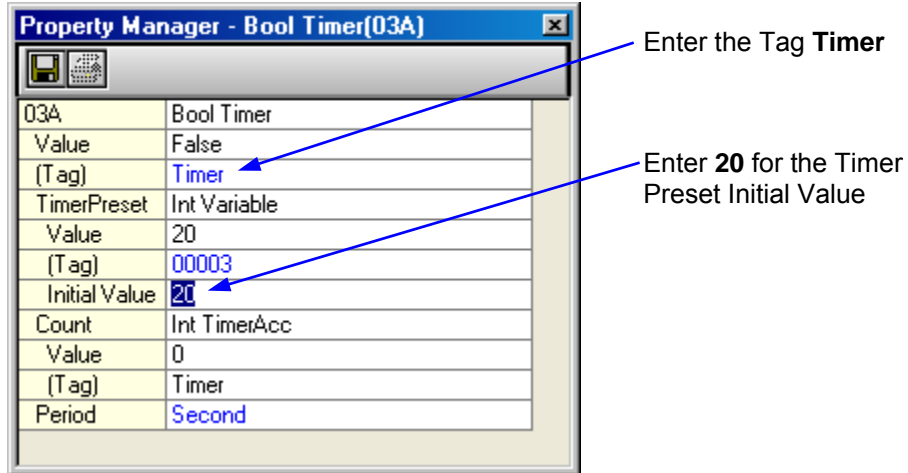 Property Manager - Bool Timer(03A)
Enter the Tag Timer
03A Bool Timer
Value False
(Tag) Timer
Enter 20 for the Timer
Preset Initial Value
TimerPreset Int Variable
Value 20
(Tag) 00003
Initial Value 20
Count Int TimerAcc
Value 0
(Tag) Timer
Period Second